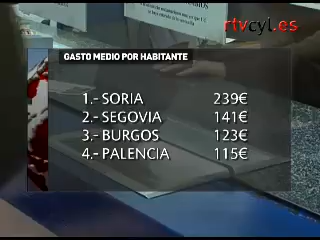 rtvcyl.es
GASTO MEDIO POR HABITANTE
1.- SORIA 239€
2.- SEGOVIA 141€
3.- BURGOS 123€
4.- PALENCIA 115€